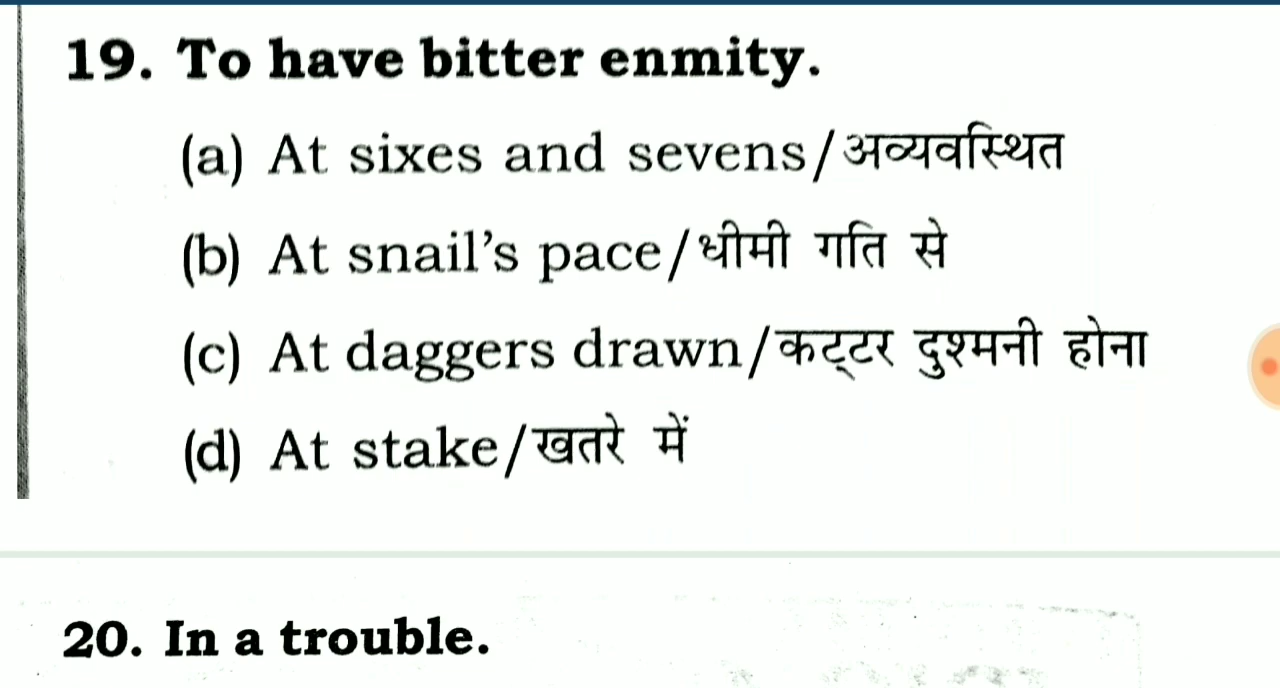 19. To have bitter enmity.
(a) At sixes and sevens/अव्यवस्थित
(b) At snail's pace/धीमी गति से
(c) At daggers drawn/कट्टर दुश्मनी होना
(d) At stake/खतरे में
20. In a trouble.